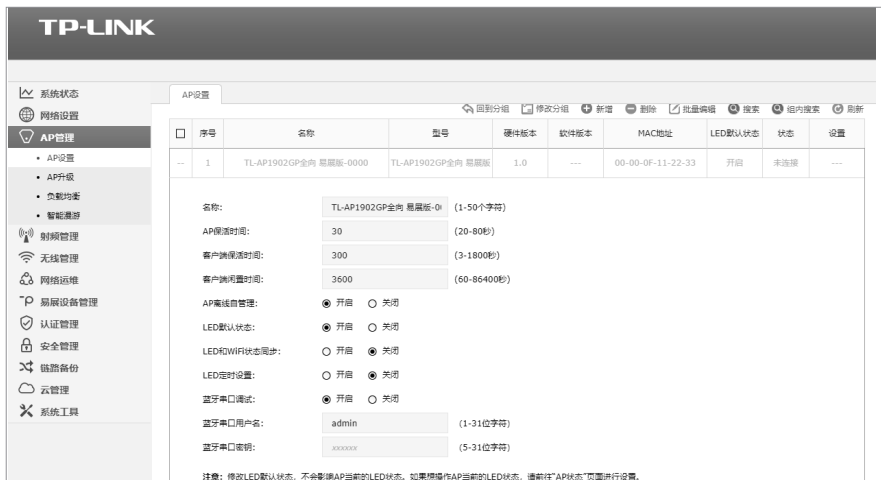 TP-LINK
系统状态
网络设置
AP管理
• AP设置
• AP升级
• 负载均衡
• 智能漫游
射频管理
无线管理
网络运维
易展设备管理
认证管理
安全管理
链路备份
云管理
系统工具
AP设置
回到分组 修改分组 新增 删除 批量编辑 搜索 组内搜索 刷新
序号 名称 型号 硬件版本 软件版本 MAC地址 LED默认状态 状态 设置
-- 1 TL-AP1902GP全向 易展版-0000 TL-AP1902GP全向 易展版 1.0 --- 00-00-0F-11-22-33 开启 未连接 ---
名称: TL-AP1902GP全向 易展版-0 (1-50个字符)
AP保活时间: 30 (20-80秒)
客户端保活时间: 300 (3-1800秒)
客户端闲置时间: 3600 (60-86400秒)
AP离线自管理: 开启 关闭
LED默认状态: 开启 关闭
LED和WiFi状态同步: 开启 关闭
LED定时设置: 开启 关闭
蓝牙串口调试: 开启 关闭
蓝牙串口用户名: admin (1-31位字符)
蓝牙串口密钥: xxxxxx (5-31位字符)
注意: 修改LED默认状态，不会影响AP当前的LED状态。如果想操作AP当前的LED状态，请前往"AP状态"页面进行设置。